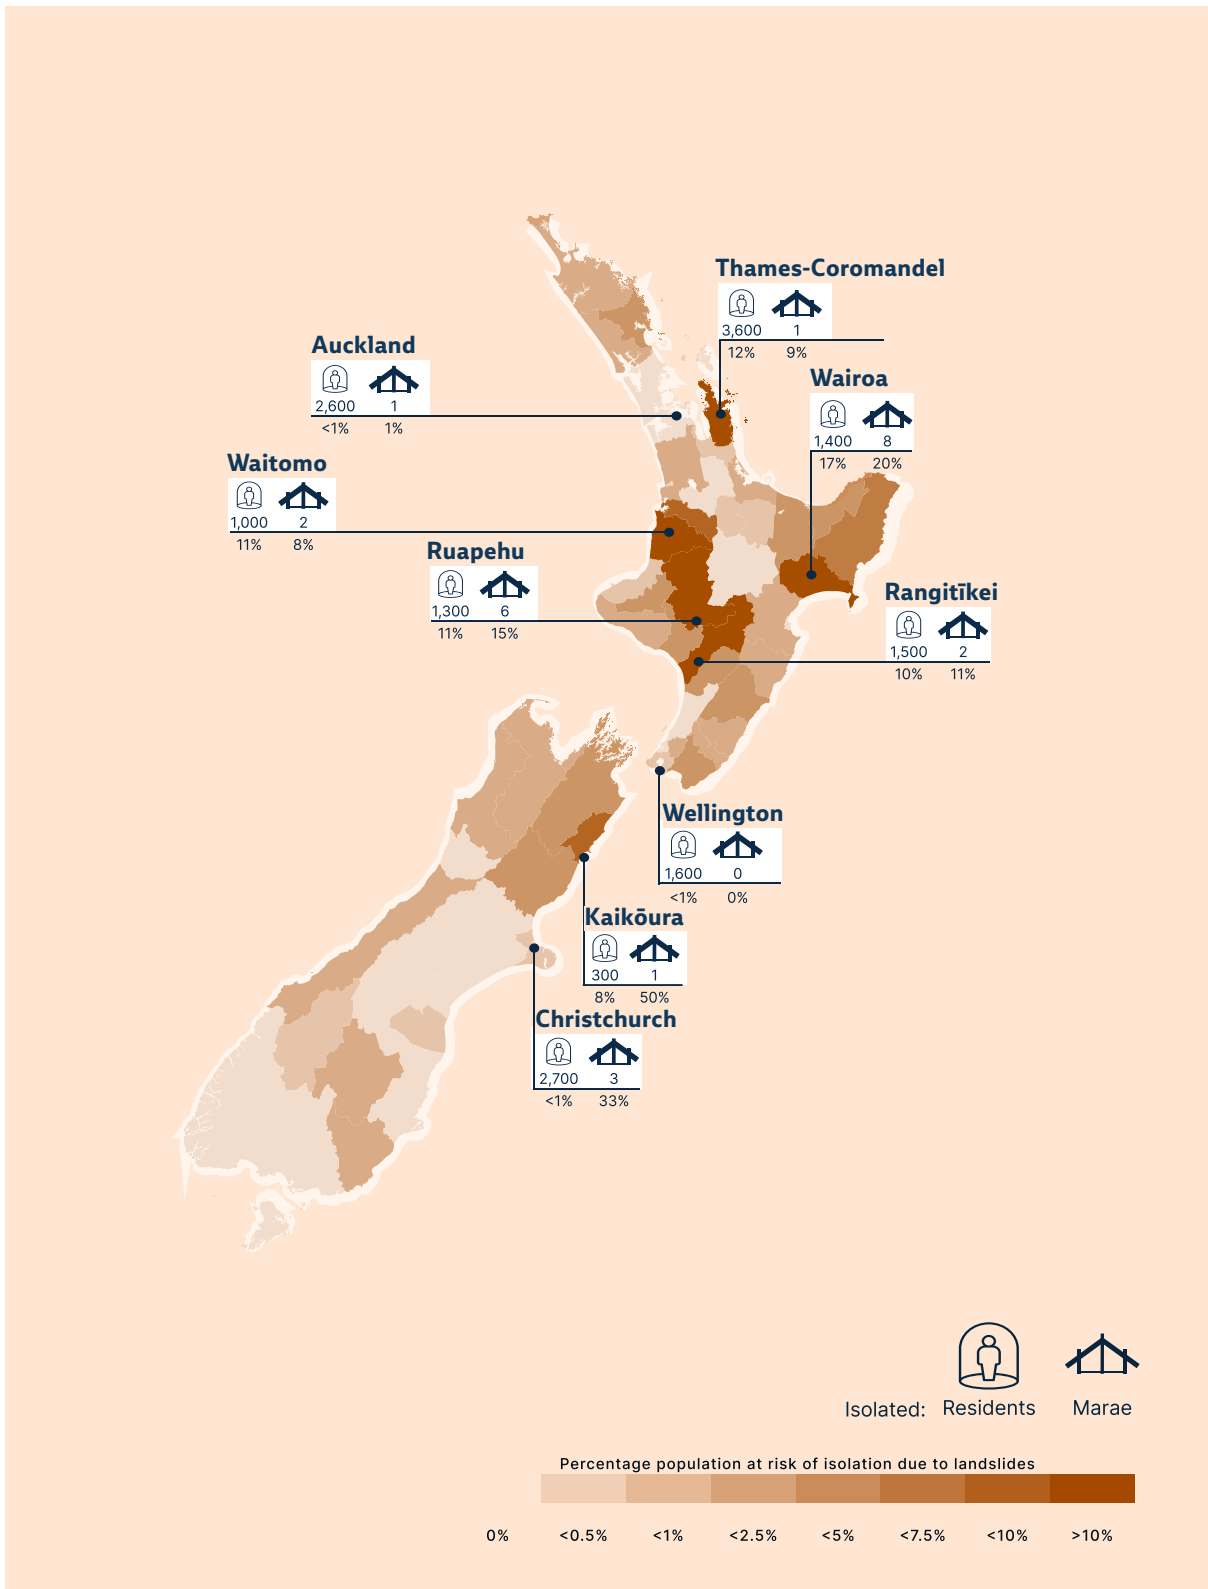 Thames-Coromandel
3,600 1
12% 9%
Auckland
2,600 1
<1% 1%
Wairoa
1,400 8
17% 20%
Waitomo
1,000 2
11% 8%
Ruapehu
1,300 6
11% 15%
Rangitīkei
1,500 2
10% 11%
Wellington
1,600 0
<1% 0%
Kaikōura
300 1
8% 50%
Christchurch
2,700 3
<1% 33%
Isolated: Residents Marae
Percentage population at risk of isolation due to landslides
0% <0.5% <1% <2.5% <5% <7.5% <10% >10%